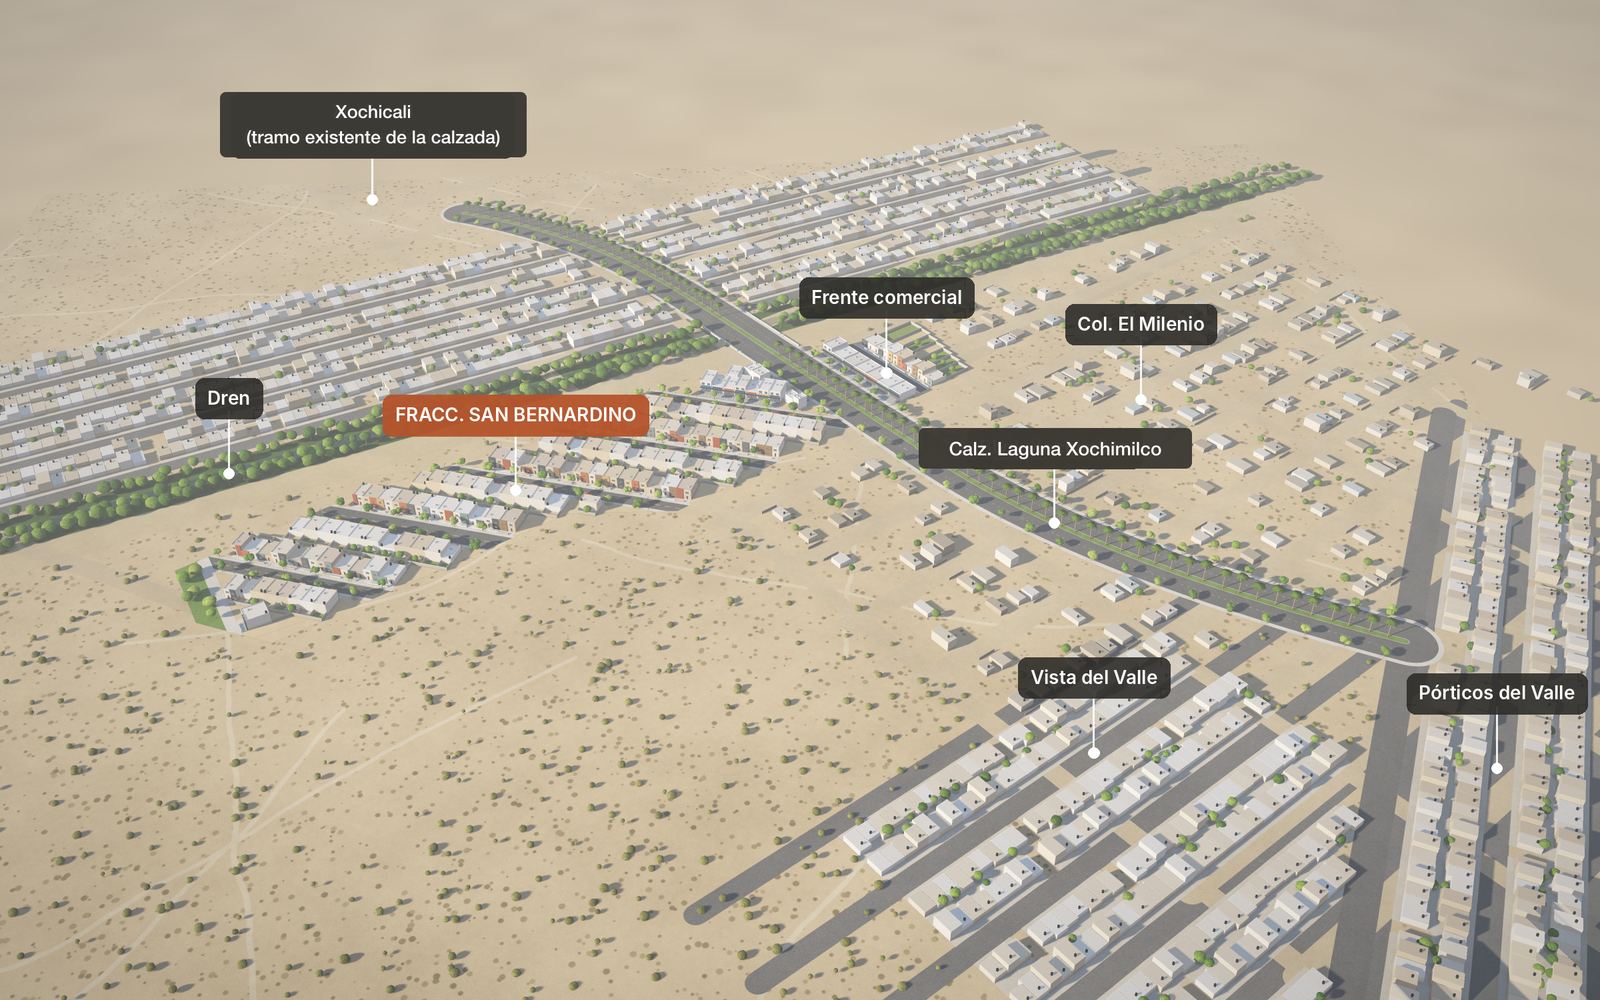 Xochicali
(tramo existente de la calzada)
Frente comercial
Col. El Milenio
Dren
FRACC. SAN BERNARDINO
Calz. Laguna Xochimilco
Vista del Valle
Pórticos del Valle